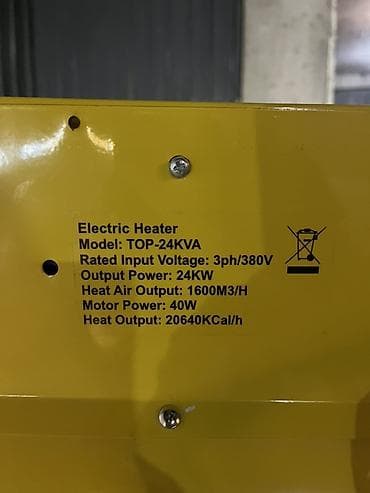 Electric Heater
Model: TOP-24KVA
Rated Input Voltage: 3ph/380V
Output Power: 24KW
Heat Air Output: 1600M3/H
Motor Power: 40W
Heat Output: 20640KCal/h